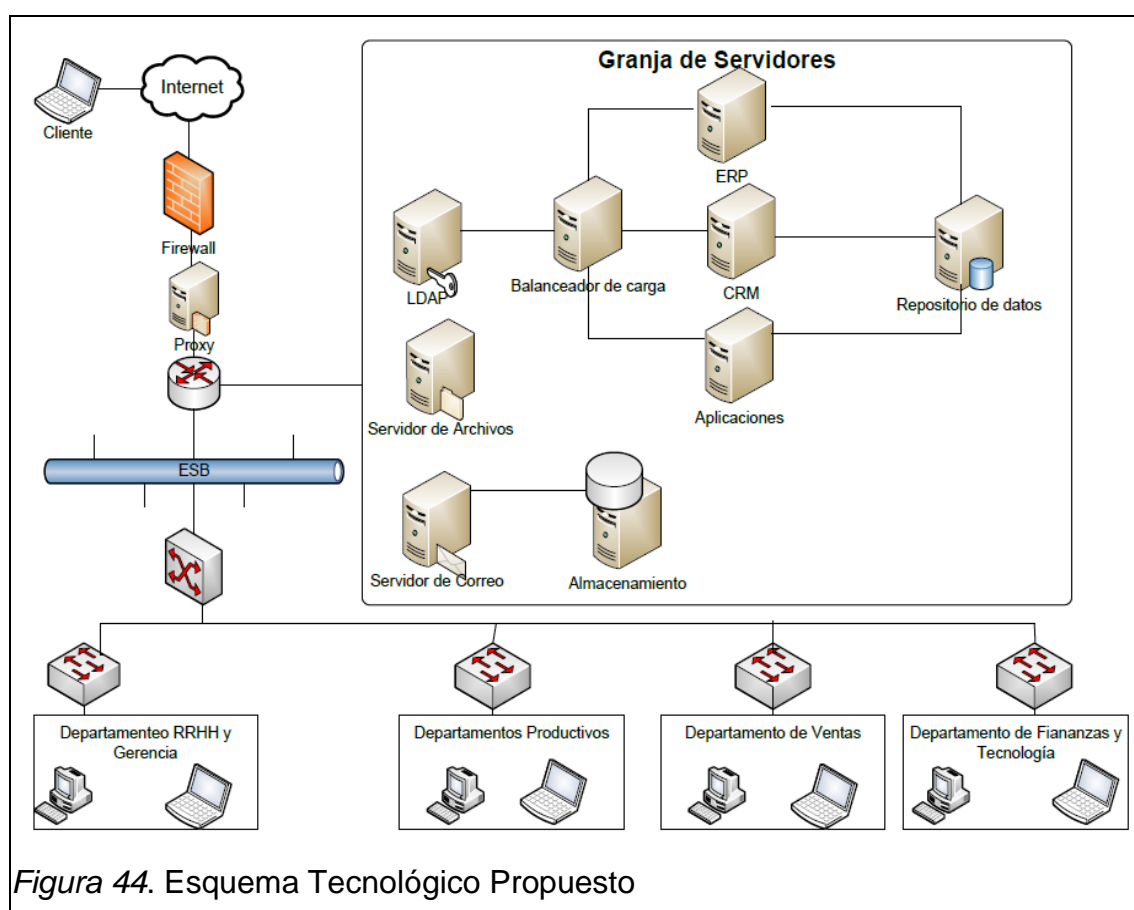 Granja de Servidores
Internet
Cliente
ERP
Firewall
LDAP
Balanceador de carga
CRM
Repositorio de datos
Proxy
Servidor de Archivos
Aplicaciones
ESB
Servidor de Correo
Almacenamiento
Departamenteo RRHH y
Gerencia
Departamentos Productivos
Departamento de Ventas
Departamento de Fiananzas y
Tecnología
Figura 44. Esquema Tecnológico Propuesto